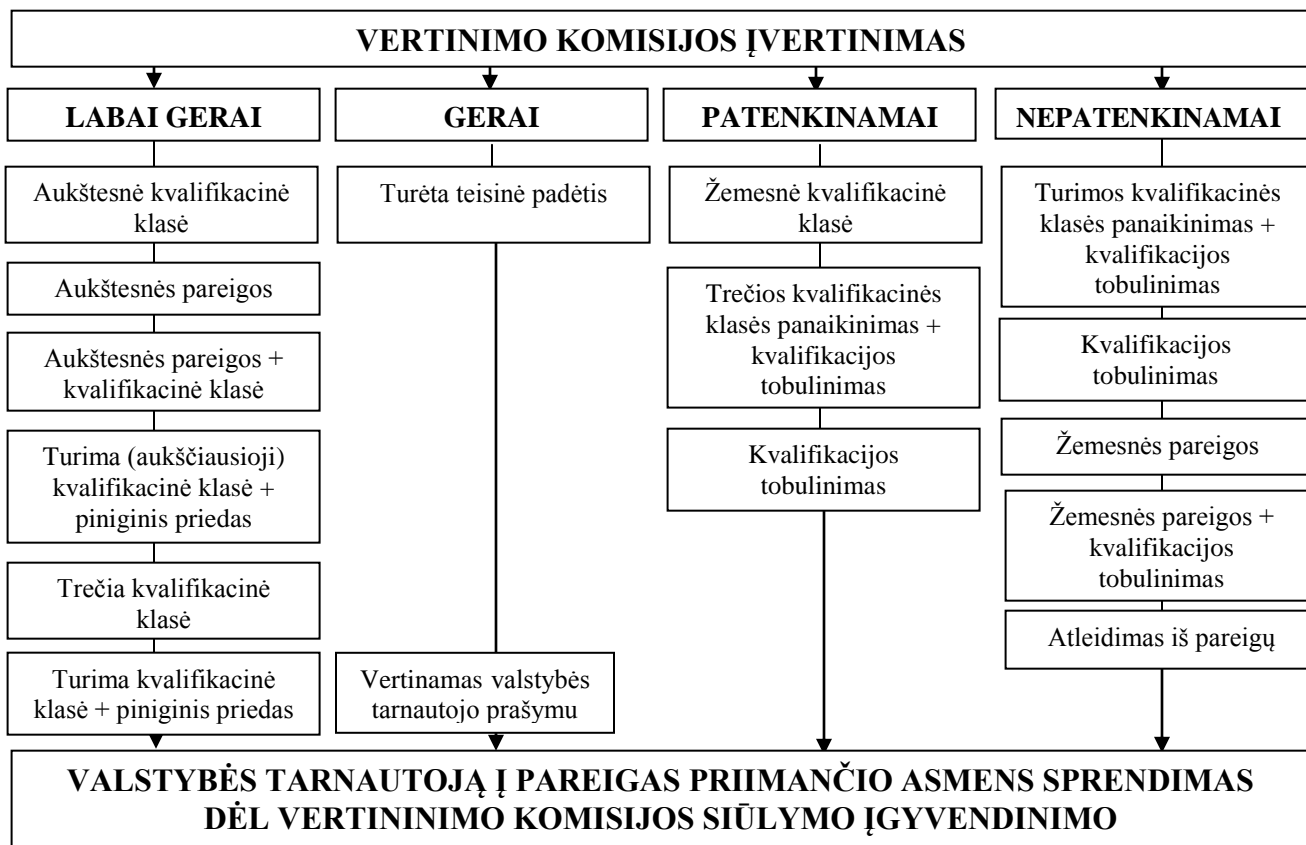 VERTINIMO KOMISIJOS ĮVERTINIMAS
LABAI GERAI
Aukštesnė kvalifikacinė
klasė
Aukštesnės pareigos
Aukštesnės pareigos +
kvalifikacinė klasė
Turima (aukščiausioji)
kvalifikacinė klasė +
piniginis priedas
Trečia kvalifikacinė
klasė
Turima kvalifikacinė
klasė + piniginis priedas
GERAI
Turėta teisinė padėtis
Vertinamas valstybės
tarnautojo prašymu
PATENKINAMAI
Žemesnė kvalifikacinė
klasė
Trečios kvalifikacinės
klasės panaikinimas +
kvalifikacijos
tobulinimas
Kvalifikacijos
tobulinimas
NEPATENKINAMAI
Turimos kvalifikacinės
klasės panaikinimas +
kvalifikacijos
tobulinimas
Kvalifikacijos
tobulinimas
Žemesnės pareigos
Žemesnės pareigos +
kvalifikacijos
tobulinimas
Atleidimas iš pareigų
VALSTYBĖS TARNAUTOJĄ Į PAREIGAS PRIIMANČIO ASMENS SPRENDIMAS
DĖL VERTININIMO KOMISIJOS SIŪLYMO ĮGYVENDINIMO